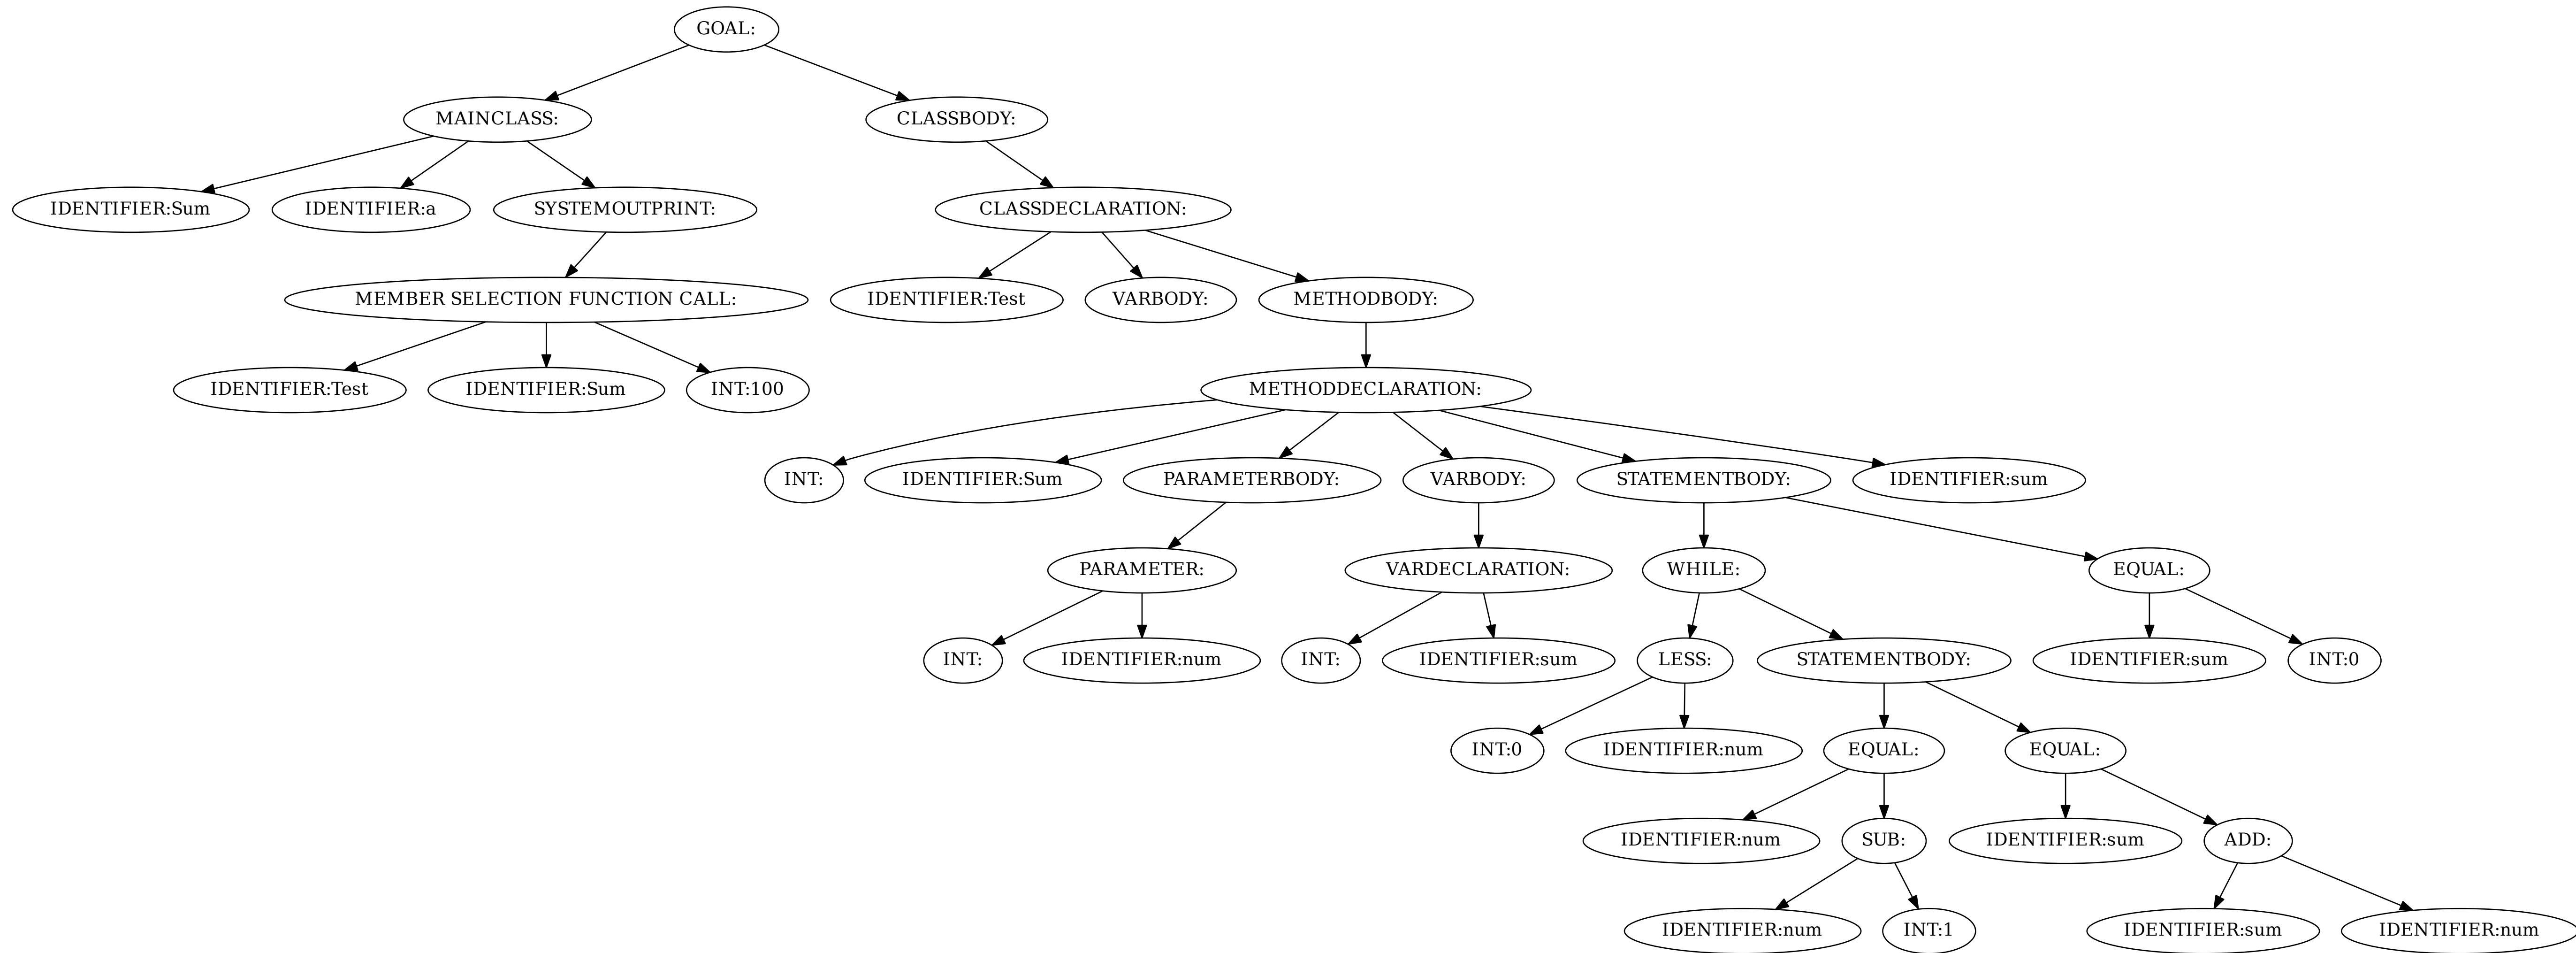 GOAL:
MAINCLASS: CLASSBODY:
IDENTIFIER:Sum IDENTIFIER:a SYSTEMOUTPRINT: CLASSDECLARATION:
MEMBER SELECTION FUNCTION CALL: IDENTIFIER:Test VARBODY: METHODBODY:
IDENTIFIER:Test IDENTIFIER:Sum INT:100 METHODDECLARATION:
INT: IDENTIFIER:Sum PARAMETERBODY: VARBODY: STATEMENTBODY: IDENTIFIER:sum
PARAMETER: VARDECLARATION: WHILE: EQUAL:
INT: IDENTIFIER:num INT: IDENTIFIER:sum LESS: STATEMENTBODY: IDENTIFIER:sum INT:0
INT:0 IDENTIFIER:num EQUAL: EQUAL:
IDENTIFIER:num SUB: IDENTIFIER:sum ADD:
IDENTIFIER:num INT:1 IDENTIFIER:sum IDENTIFIER:num